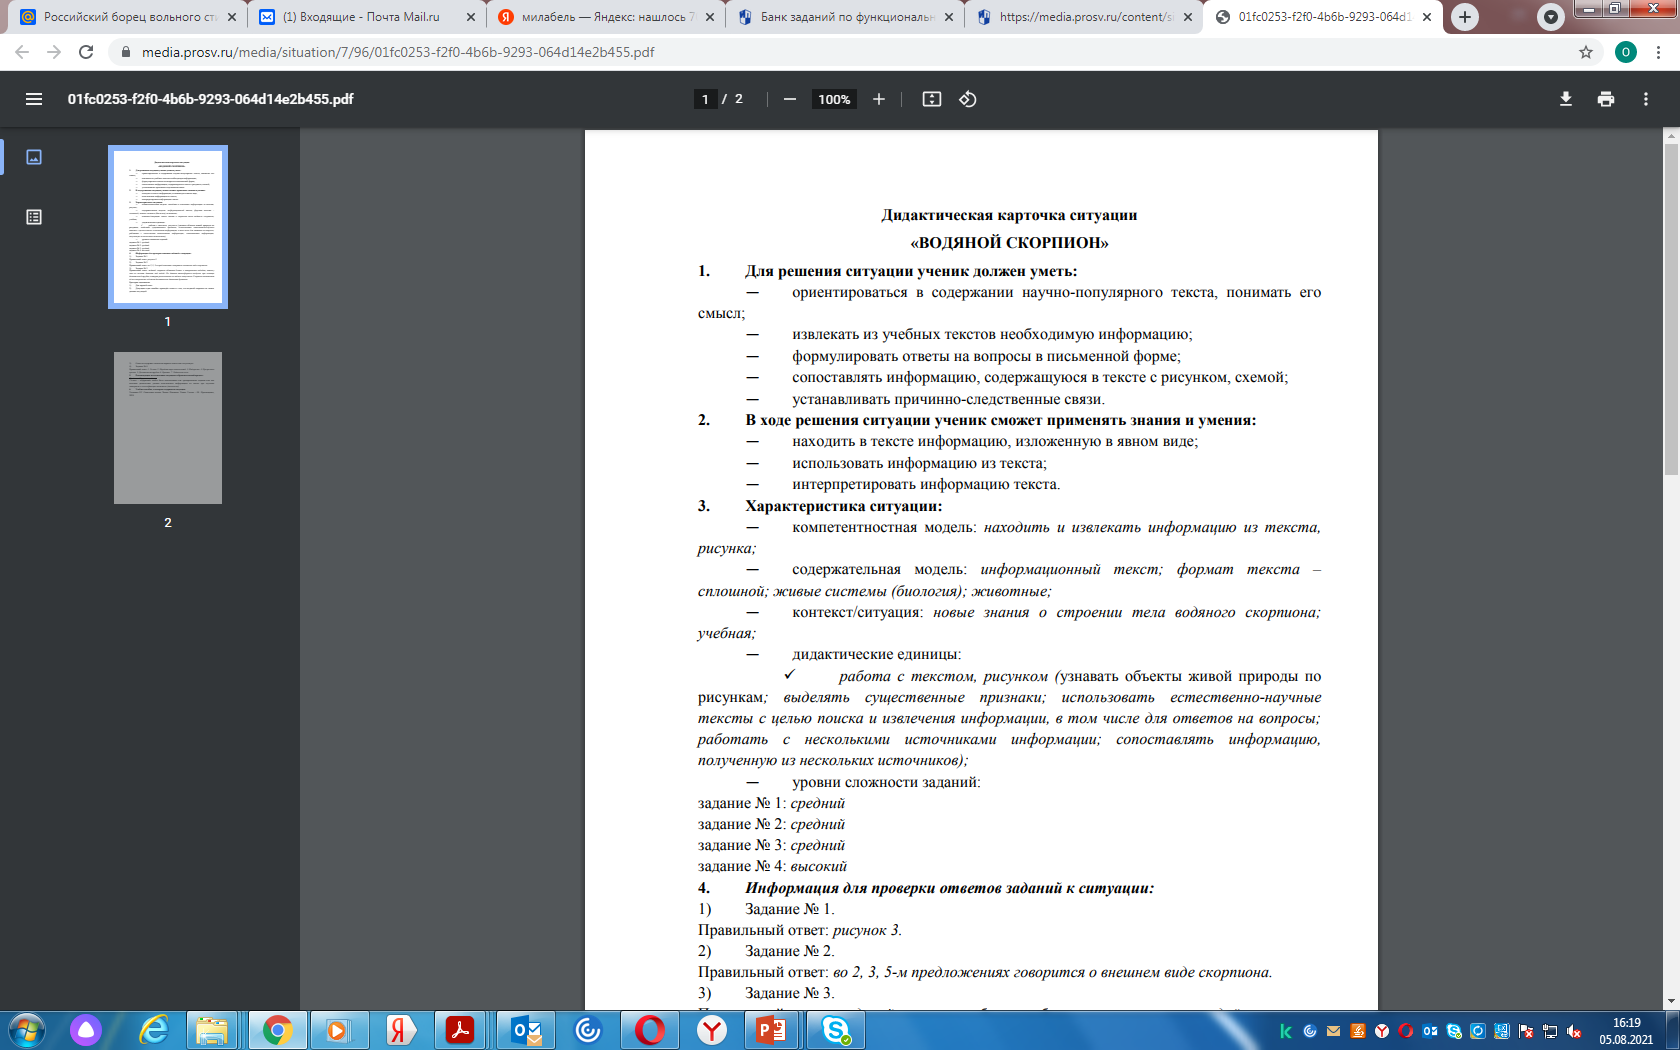 Российский борец вольного сти
(1) Входящие - Почта Mail.ru
милабель — Яндекс: нашлось 7
Банк заданий по функциональн
https://media.prosv.ru/content/si
01fc0253-f2f0-4b6b-9293-064d1
media.prosv.ru/media/situation/7/96/01fc0253-f2f0-4b6b-9293-064d14e2b455.pdf
О
01fc0253-f2f0-4b6b-9293-064d14e2b455.pdf
1 / 2
100%
1
2
Дидактическая карточка ситуации
«ВОДЯНОЙ СКОРПИОН»
1. Для решения ситуации ученик должен уметь:
— ориентироваться в содержании научно-популярного текста, понимать его
смысл;
— извлекать из учебных текстов необходимую информацию;
— формулировать ответы на вопросы в письменной форме;
— сопоставлять информацию, содержащуюся в тексте с рисунком, схемой;
— устанавливать причинно-следственные связи.
2. В ходе решения ситуации ученик сможет применять знания и умения:
— находить в тексте информацию, изложенную в явном виде;
— использовать информацию из текста;
— интерпретировать информацию текста.
3. Характеристика ситуации:
— компетентностная модель: находить и извлекать информацию из текста,
рисунка;
— содержательная модель: информационный текст; формат текста –
сплошной; живые системы (биология); животные;
— контекст/ситуация: новые знания о строении тела водяного скорпиона;
учебная;
— дидактические единицы:
✓ работа с текстом, рисунком (узнавать объекты живой природы по
рисункам; выделять существенные признаки; использовать естественно-научные
тексты с целью поиска и извлечения информации, в том числе для ответов на вопросы;
работать с несколькими источниками информации; сопоставлять информацию,
полученную из нескольких источников);
— уровни сложности заданий:
задание № 1: средний
задание № 2: средний
задание № 3: средний
задание № 4: высокий
4. Информация для проверки ответов заданий к ситуации:
1) Задание № 1.
Правильный ответ: рисунок 3.
2) Задание № 2.
Правильный ответ: во 2, 3, 5-м предложениях говорится о внешнем виде скорпиона.
3) Задание № 3.
16:19
05.08.2021